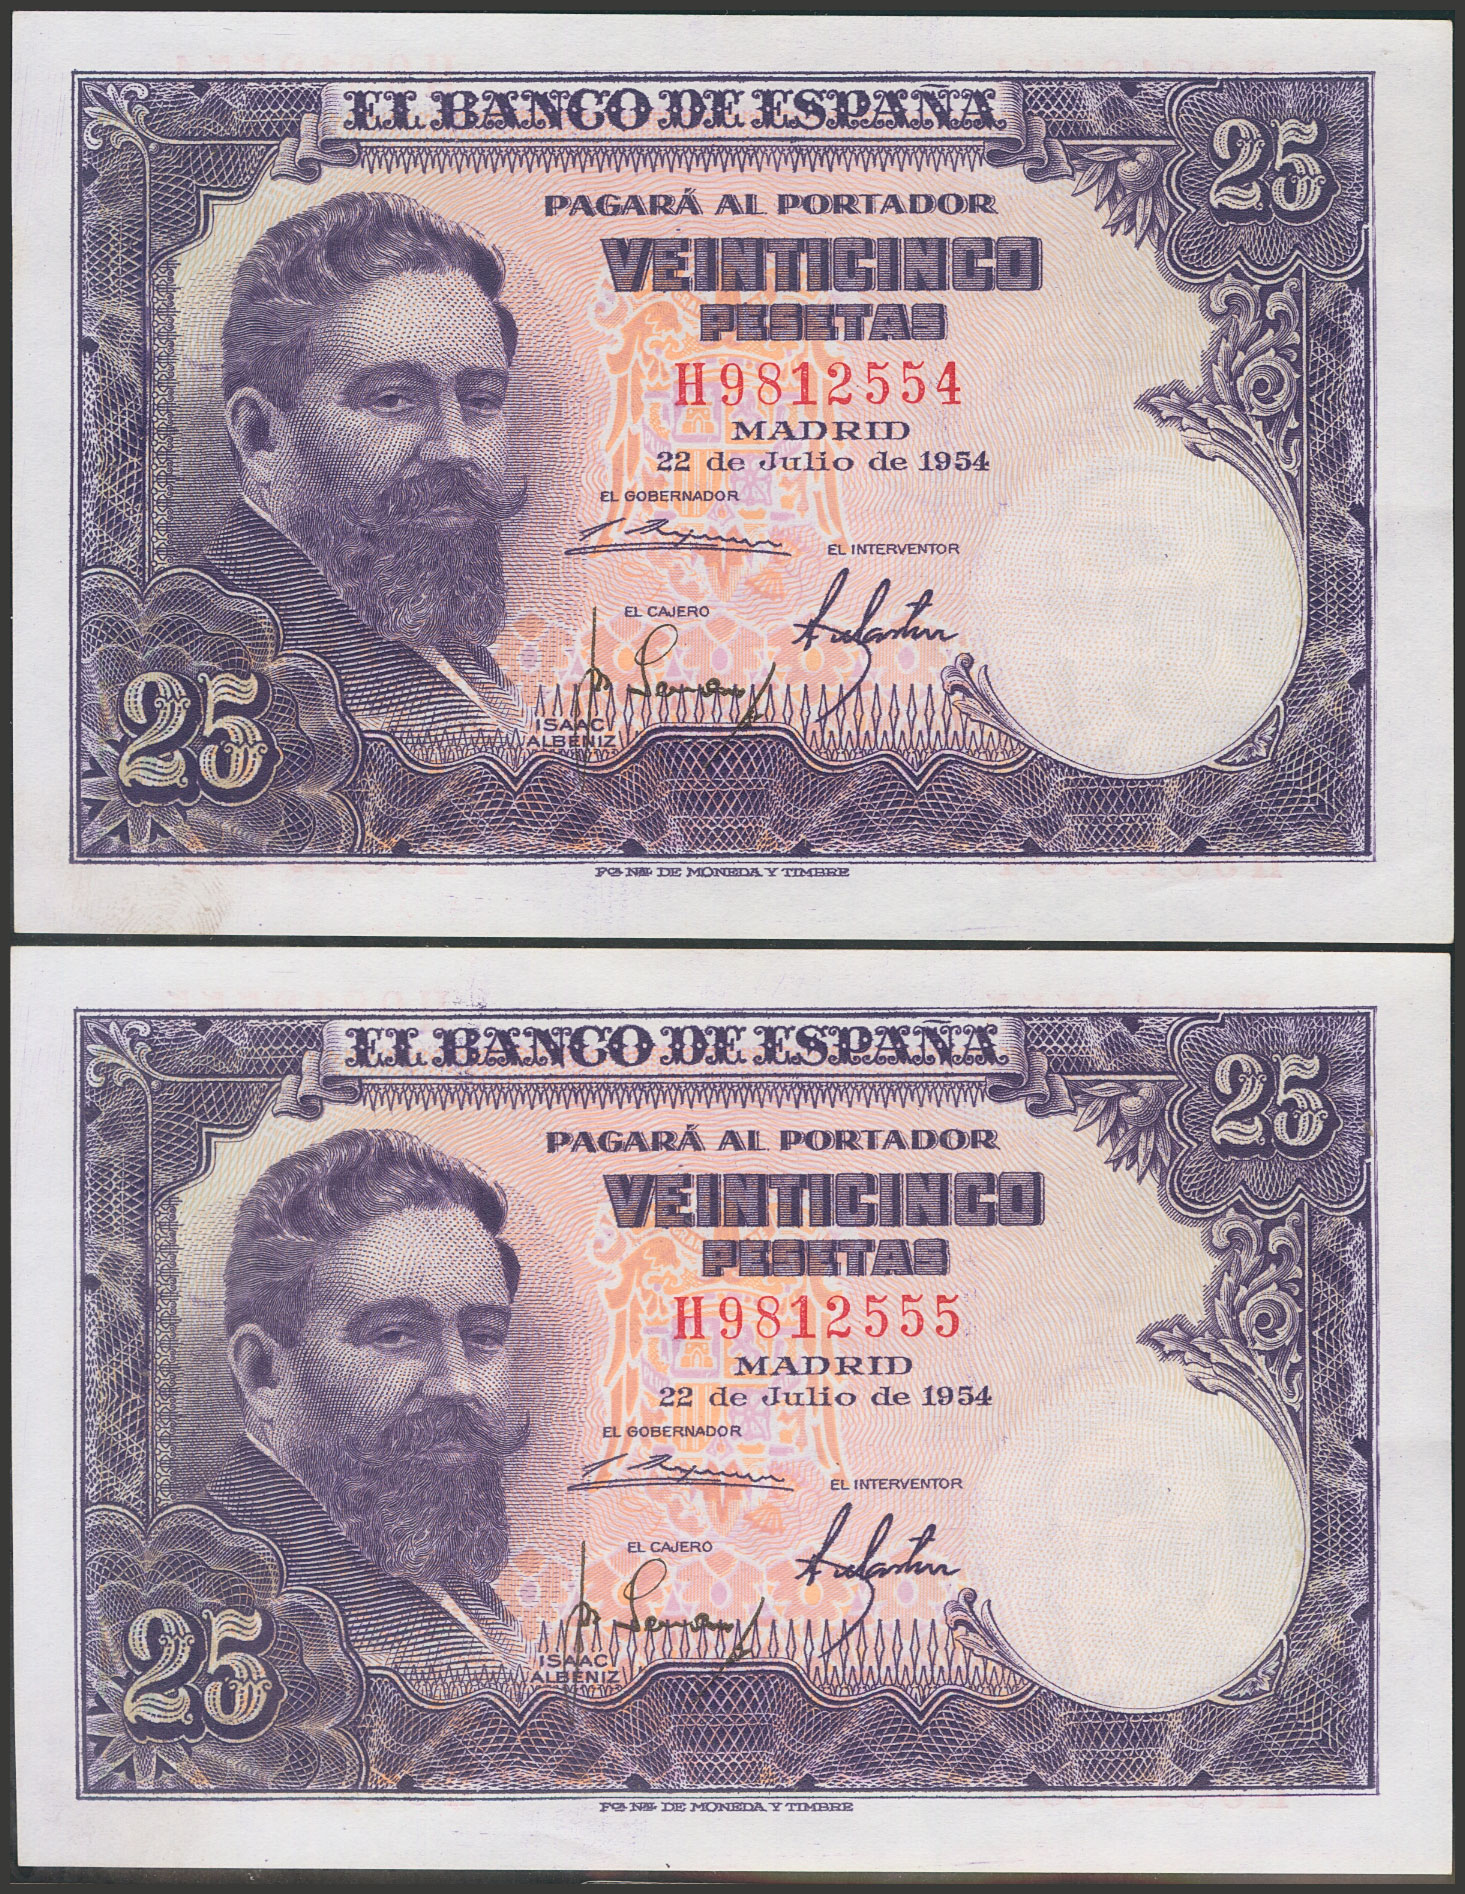 EL BANCO DE ESPAÑA
25
PAGARÁ AL PORTADOR
VEINTICINCO
PESETAS
H9812554
MADRID
22 de Julio de 1954
EL GOBERNADOR
EL INTERVENTOR
EL CAJERO
ISAAC
ALBENIZ
25
Fca. Nal. DE MONEDA Y TIMBRE
EL BANCO DE ESPAÑA
25
PAGARÁ AL PORTADOR
VEINTICINCO
PESETAS
H9812555
MADRID
22 de Julio de 1954
EL GOBERNADOR
EL INTERVENTOR
EL CAJERO
ISAAC
ALBENIZ
25
Fca. Nal. DE MONEDA Y TIMBRE